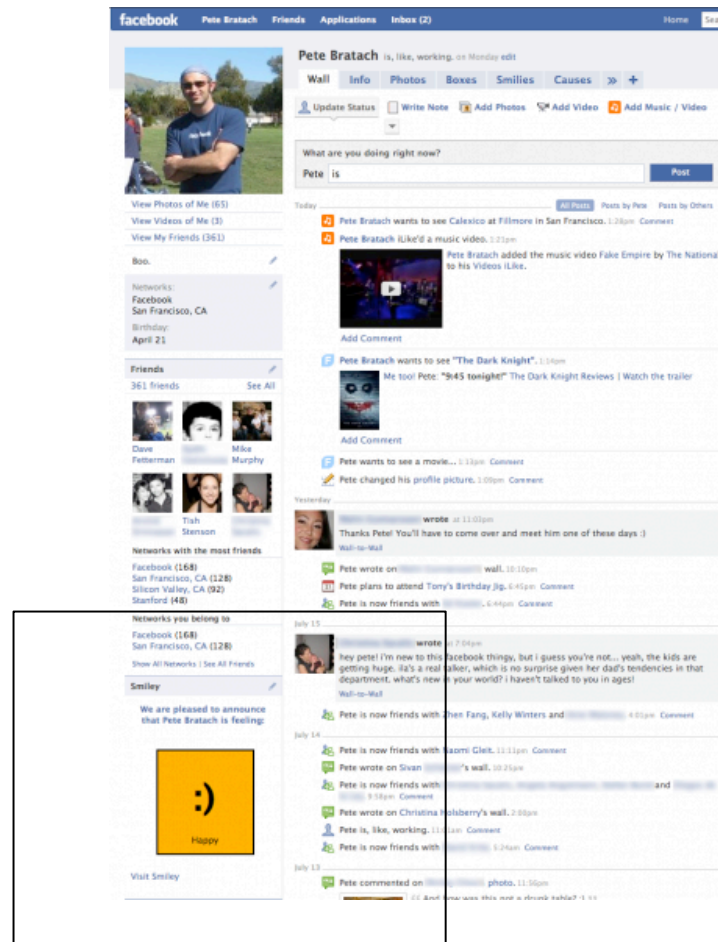 facebook Pete Bratach Friends Applications Inbox (2) Home Sea
Pete Bratach is, like, working. on Monday edit
Wall Info Photos Boxes Smilies Causes » +
Update Status Write Note Add Photos Add Video Add Music / Video
What are you doing right now?
Pete is Post
View Photos of Me (65)
View Videos of Me (3)
View My Friends (361)
Boo.
Networks:
Facebook
San Francisco, CA
Birthday:
April 21
Friends
361 friends See All
Dave
Fetterman
Mike
Murphy
Tish
Stenson
Networks with the most friends
Facebook (168)
San Francisco, CA (128)
Silicon Valley, CA (92)
Stanford (48)
Networks you belong to
Facebook (168)
San Francisco, CA (128)
Show All Networks | See All Friends
Smiley
We are pleased to announce
that Pete Bratach is feeling:
:)
Happy
Visit Smiley
Today All Posts Posts by Pete Posts by Others
Pete Bratach wants to see Calexico at Fillmore in San Francisco. 1:28pm Comment
Pete Bratach iLike'd a music video. 1:21pm
Pete Bratach added the music video Fake Empire by The National
to his Videos iLike.
Add Comment
Pete Bratach wants to see "The Dark Knight". 1:14pm
Me too! Pete: "9:45 tonight!" The Dark Knight Reviews | Watch the trailer
Add Comment
Pete wants to see a movie... 1:13pm Comment
Pete changed his profile picture. 1:09pm Comment
Yesterday
wrote at 11:03pm
Thanks Pete! You'll have to come over and meet him one of these days :)
Wall-to-Wall
Pete wrote on wall. 10:10pm
Pete plans to attend Tony's Birthday Jig. 6:45pm Comment
Pete is now friends with 6:44pm Comment
July 15
wrote at 7:04pm
hey pete! i'm new to this facebook thingy, but i guess you're not... yeah, the kids are
getting huge. ila's a real talker, which is no surprise given her dad's tendencies in that
department. what's new in your world? i haven't talked to you in ages!
Wall-to-Wall
Pete is now friends with Zhen Fang, Kelly Winters and 4:01pm Comment
July 14
Pete is now friends with Naomi Gleit. 11:11pm Comment
Pete wrote on Sivan 's wall. 10:25pm
Pete is now friends with and
9:58pm Comment
Pete wrote on Christina Holsberry's wall. 2:08pm
Pete is, like, working. Comment
Pete is now friends with 5:24am Comment
July 13
Pete commented on photo. 11:56pm
And how was this not a drunk table? :)